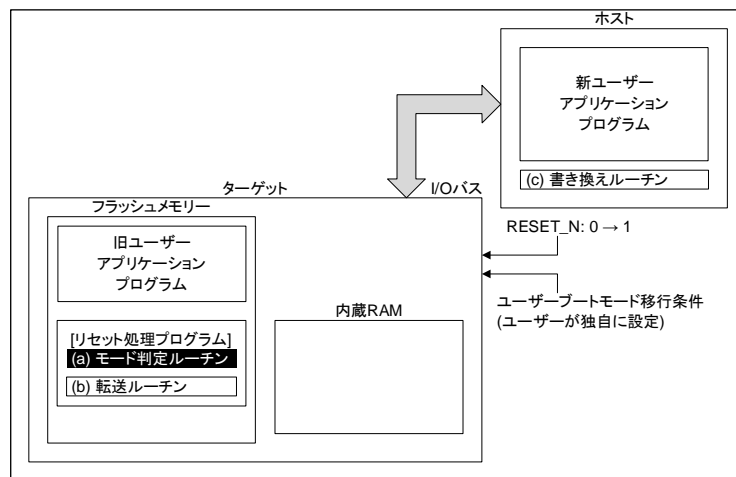 ホスト
新ユーザー
アプリケーション
プログラム
(c) 書き換えルーチン
ターゲット
I/Oバス
フラッシュメモリー
旧ユーザー
アプリケーション
プログラム
RESET_N: 0 → 1
ユーザーブートモード移行条件
(ユーザーが独自に設定)
内蔵RAM
[リセット処理プログラム]
(a) モード判定ルーチン
(b) 転送ルーチン